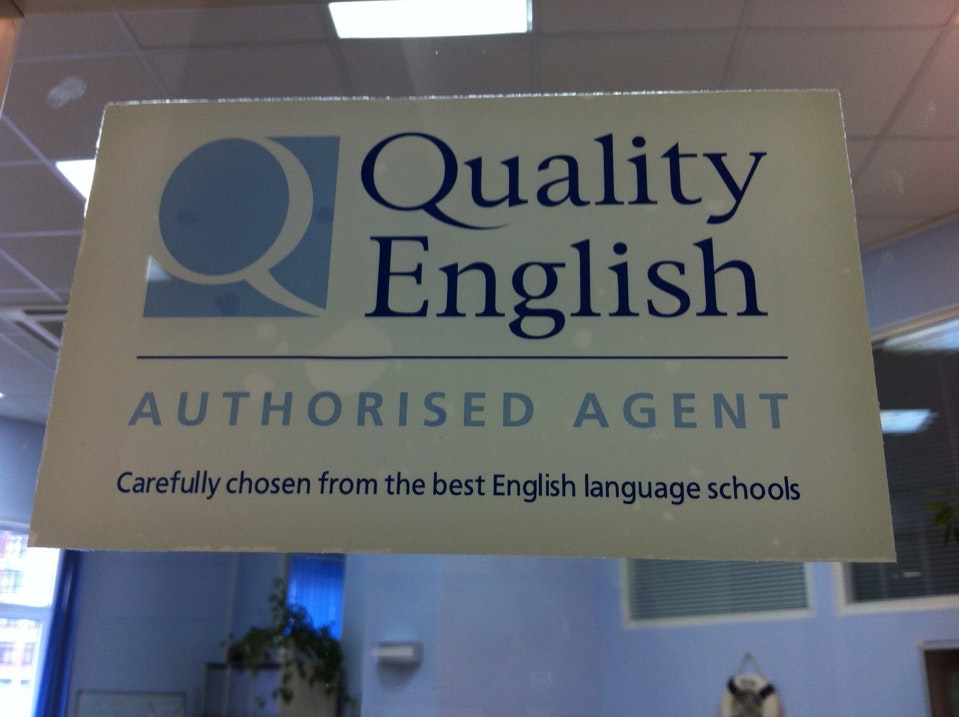 Quality
English
AUTHORISED AGENT
Carefully chosen from the best English language schools